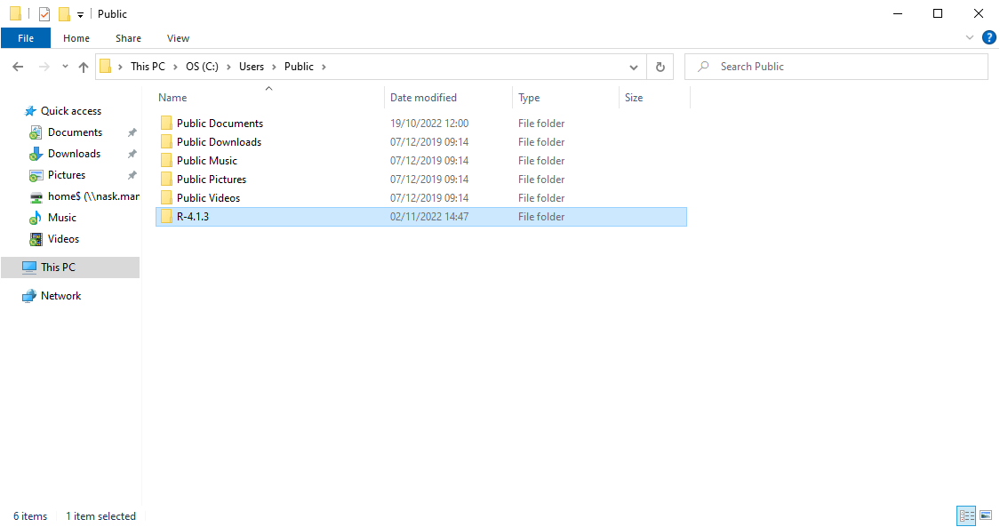 Public
File Home Share View
This PC OS (C:) Users Public
Search Public
Name Date modified Type Size
Quick access
Documents
Downloads
Pictures
home$ (\\nask.mar
Music
Videos
This PC
Network
Public Documents 19/10/2022 12:00 File folder
Public Downloads 07/12/2019 09:14 File folder
Public Music 07/12/2019 09:14 File folder
Public Pictures 07/12/2019 09:14 File folder
Public Videos 07/12/2019 09:14 File folder
R-4.1.3 02/11/2022 14:47 File folder
6 items 1 item selected